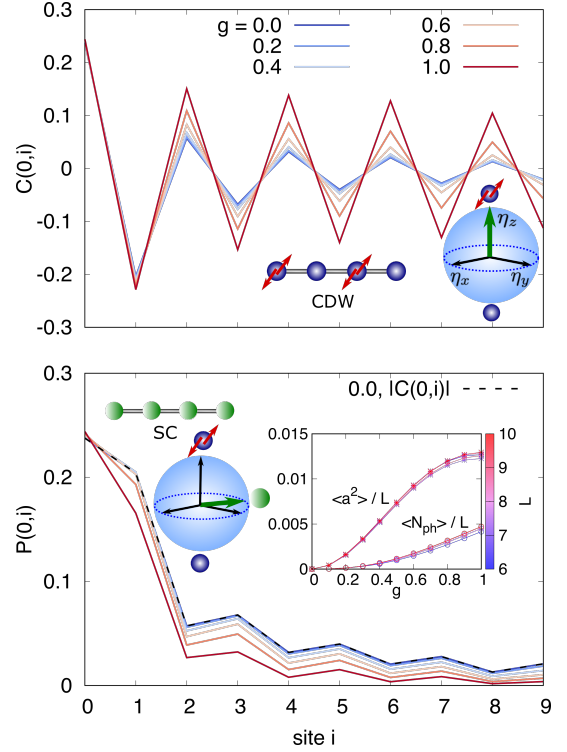 0.3
0.2
0.1
0
-0.1
-0.2
-0.3
C(0,i)
g = 0.0
0.2
0.4
0.6
0.8
1.0
CDW
η_z
η_x
η_y
0.3
0.2
0.1
0
P(0,i)
0.0, |C(0,i)|
SC
0.015
0.01
0.005
0
<a²> / L
<N_ph> / L
0 0.2 0.4 0.6 0.8 1
g
10
9
8
7
6
L
0 1 2 3 4 5 6 7 8 9
site i